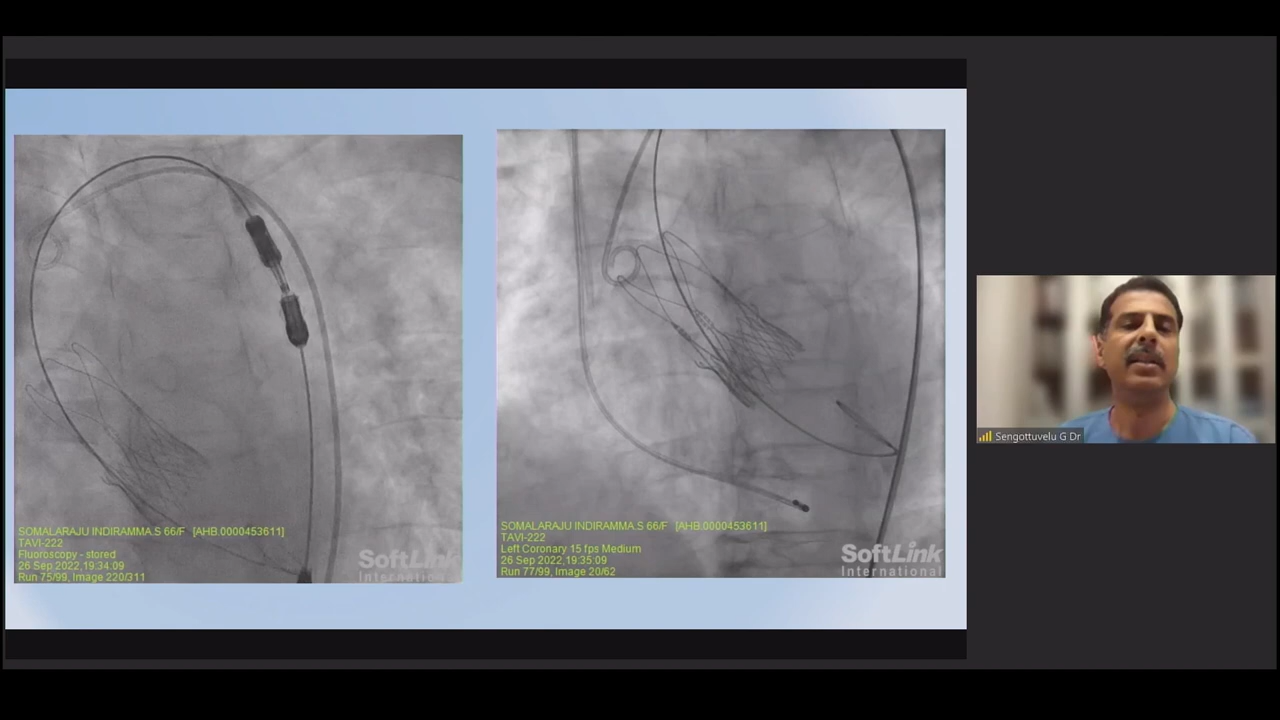 SOMALARAJU INDIRAMMA.S 66/F [AHB.0000453611]
TAVI-222
Fluoroscopy - stored
26 Sep 2022,19:34:09
Run 75/99, Image 220/311
SoftLink
International
SOMALARAJU INDIRAMMA.S 66/F [AHB.0000453611]
TAVI-222
Left Coronary 15 fps Medium
26 Sep 2022,19:35:09
Run 77/99, Image 20/62
SoftLink
International
Sengottuvelu G Dr